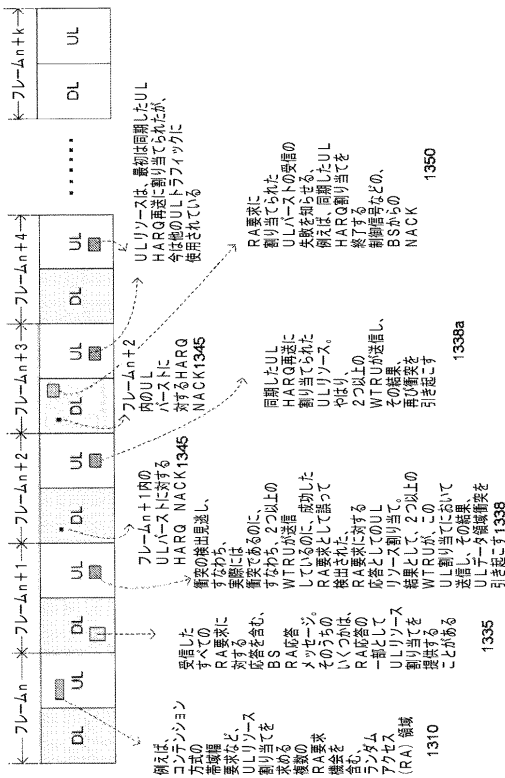 フレームn
フレームn+1
フレームn+2
フレームn+3
フレームn+4
フレームn+k
DL
UL
DL
UL
DL
UL
DL
UL
DL
UL
DL
UL
例えば、
コンテンション
方式の
帯域幅
要求など、
ULリソース
割り当てを
求める
複数の
RA要求
機会を
含む、
ランダム
アクセス
(RA)領域
1310
受信した
すべての
RA要求に
対する
応答を含む、
BS
RA応答
メッセージ。
そのうちの
いくつかは、
RA応答の
一部として
ULリソース
割り当てを
提供する
ことがある
1335
衝突の検出見逃し、
すなわち、
実際には
衝突であるのに、
すなわち、2つ以上の
WTRUが送信
しているのに、成功した
RA要求として誤って
検出された、
RA要求に対する
応答としてのUL
リソース割り当て。
結果として、2つ以上の
WTRUが、この
UL割り当てにおいて
送信し、その結果、
ULデータ領域衝突を
引き起こす1338
フレームn+1内の
ULバーストに対する
HARQ NACK1345
フレームn+2
内のUL
バーストに
対するHARQ
NACK1345
同期したUL
HARQ再送に
割り当てられた
ULリソース。
やはり、
2つ以上の
WTRUが送信し、
その結果、
再び衝突を
引き起こす
1338a
ULリソースは、最初は同期したUL
HARQ再送に割り当てられたが、
今は他のULトラフィックに
使用されている
RA要求に
割り当てられた
ULバーストの受信の
失敗を知らせる、
例えば、同期したUL
HARQ割り当てを
終了する
制御信号などの、
BSからの
NACK
1350